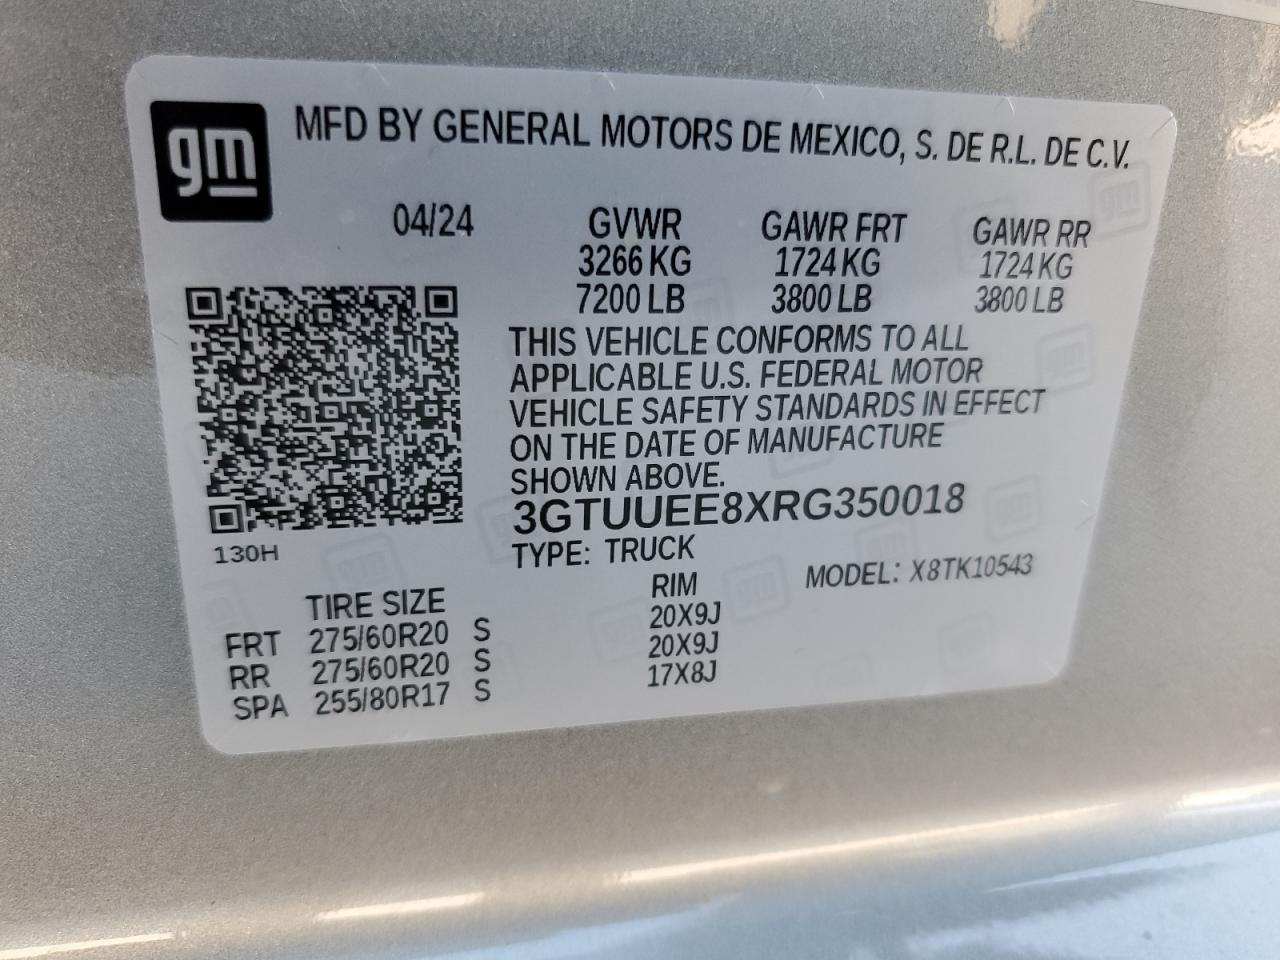 gm
MFD BY GENERAL MOTORS DE MEXICO, S. DE R.L. DE C.V.
04/24 GVWR GAWR FRT GAWR RR
3266 KG 1724 KG 1724 KG
7200 LB 3800 LB 3800 LB
THIS VEHICLE CONFORMS TO ALL
APPLICABLE U.S. FEDERAL MOTOR
VEHICLE SAFETY STANDARDS IN EFFECT
ON THE DATE OF MANUFACTURE
SHOWN ABOVE.
3GTUUEE8XRG350018
130H
TYPE: TRUCK MODEL: X8TK10543
TIRE SIZE RIM
FRT 275/60R20 S 20X9J
RR 275/60R20 S 20X9J
SPA 255/80R17 S 17X8J